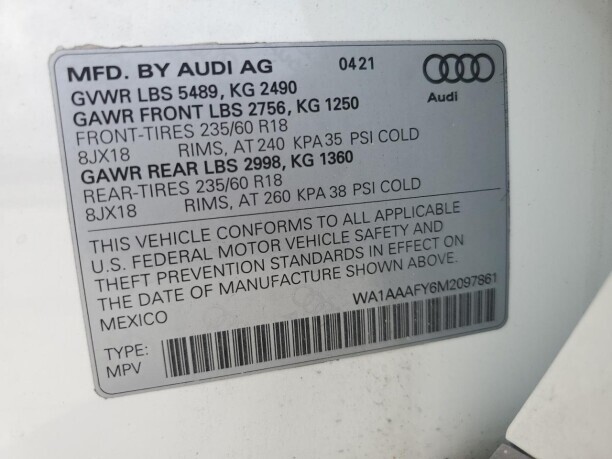 MFD. BY AUDI AG 0421
GVWR LBS 5489, KG 2490
GAWR FRONT LBS 2756, KG 1250
Audi
FRONT-TIRES 235/60 R18
8JX18 RIMS, AT 240 KPA 35 PSI COLD
GAWR REAR LBS 2998, KG 1360
REAR-TIRES 235/60 R18
8JX18 RIMS, AT 260 KPA 38 PSI COLD
THIS VEHICLE CONFORMS TO ALL APPLICABLE
U.S. FEDERAL MOTOR VEHICLE SAFETY AND
THEFT PREVENTION STANDARDS IN EFFECT ON
THE DATE OF MANUFACTURE SHOWN ABOVE.
WA1AAAFY6M2097861
MEXICO
TYPE:
MPV